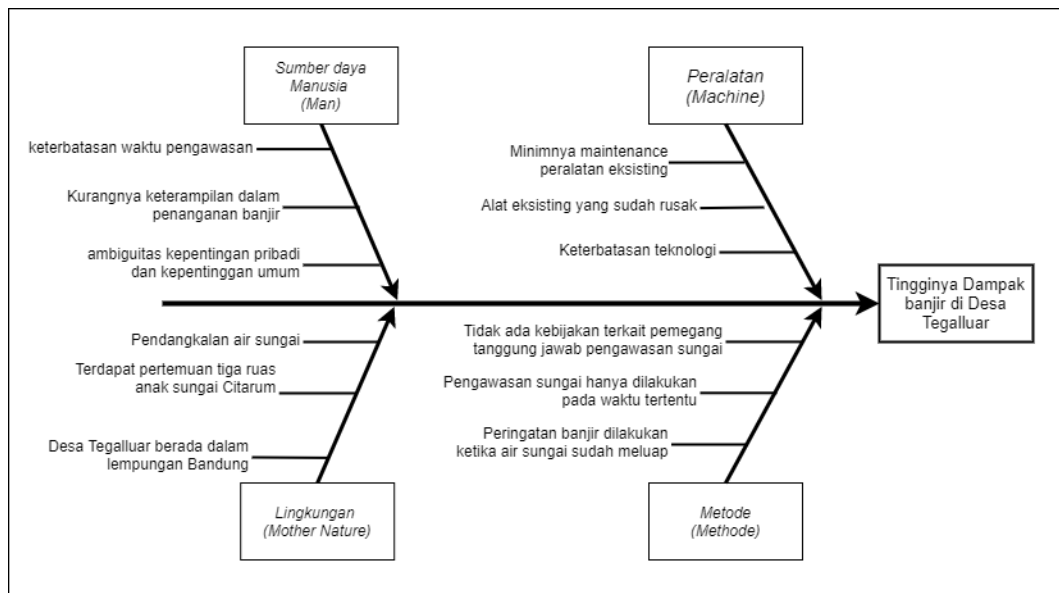 Sumber daya
Manusia
(Man)
Peralatan
(Machine)
keterbatasan waktu pengawasan
Kurangnya keterampilan dalam
penanganan banjir
ambiguitas kepentingan pribadi
dan kepentinggan umum
Minimnya maintenance
peralatan eksisting
Alat eksisting yang sudah rusak
Keterbatasan teknologi
Tingginya Dampak
banjir di Desa
Tegalluar
Pendangkalan air sungai
Terdapat pertemuan tiga ruas
anak sungai Citarum
Desa Tegalluar berada dalam
lempungan Bandung
Tidak ada kebijakan terkait pemegang
tanggung jawab pengawasan sungai
Pengawasan sungai hanya dilakukan
pada waktu tertentu
Peringatan banjir dilakukan
ketika air sungai sudah meluap
Lingkungan
(Mother Nature)
Metode
(Methode)